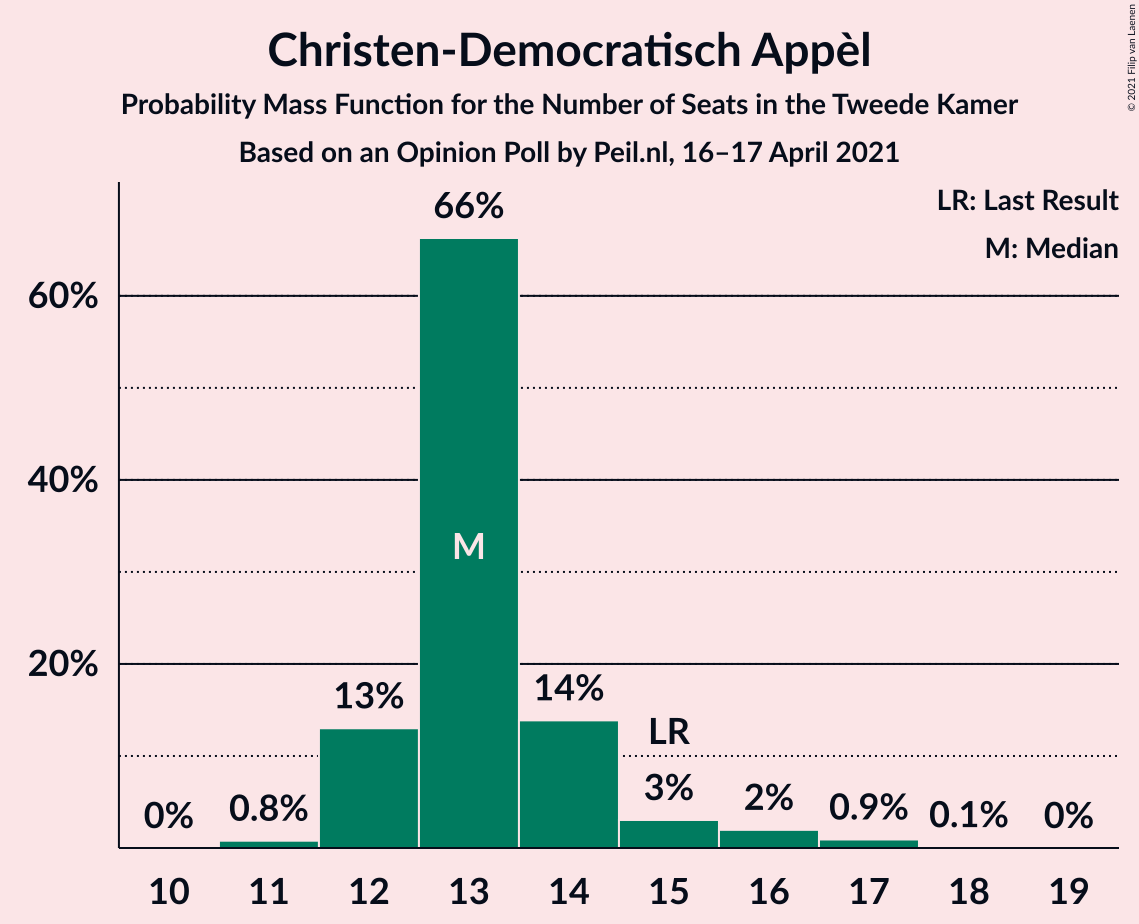 Christen-Democratisch Appèl
Probability Mass Function for the Number of Seats in the Tweede Kamer
Based on an Opinion Poll by Peil.nl, 16–17 April 2021
© 2021 Filip van Laenen
LR: Last Result
M: Median
66%
60%
40%
M
20%
14%
13%
LR
3%
2%
0.9%
0.8%
0.1%
0%
0%
10 11 12 13 14 15 16 17 18 19